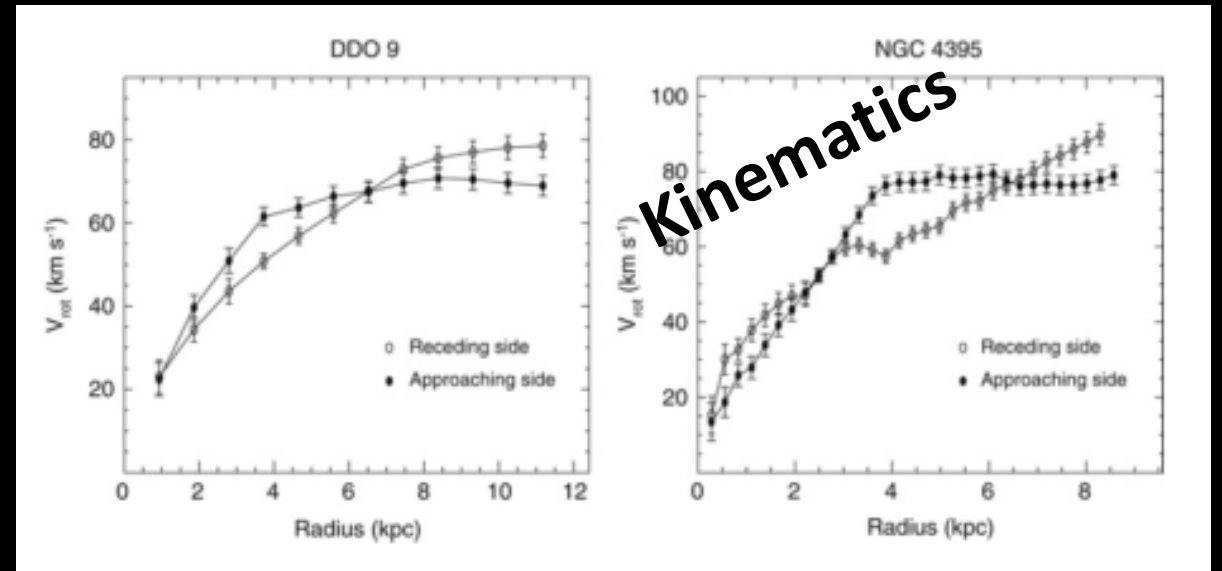 DDO 9
80
60
40
20
V_rot (km s⁻¹)
0 2 4 6 8 10 12
Radius (kpc)
Receding side
Approaching side
NGC 4395
Kinematics
100
80
60
40
20
V_rot (km s⁻¹)
0 2 4 6 8
Radius (kpc)
Receding side
Approaching side